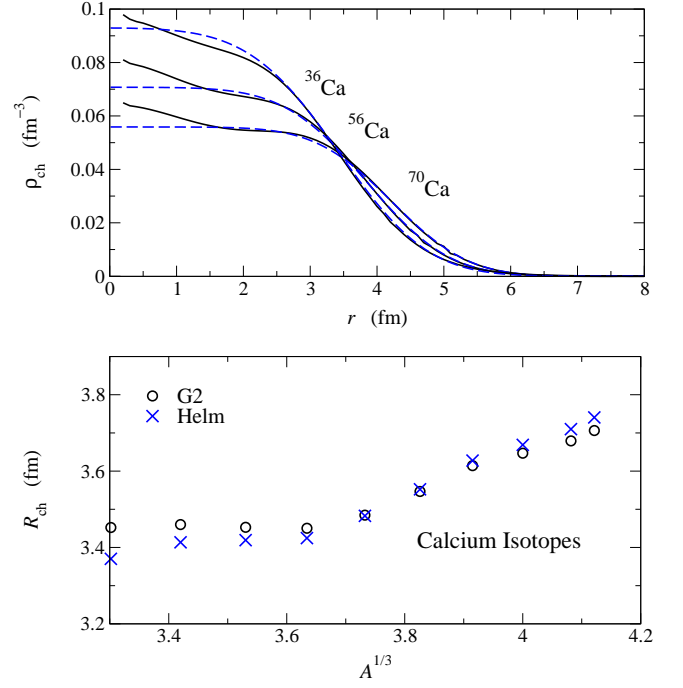 0.1
0.08
0.06
0.04
0.02
0
ρch (fm−3)
36Ca
56Ca
70Ca
0 1 2 3 4 5 6 7 8
r (fm)
3.8
3.6
3.4
3.2
Rch (fm)
G2
Helm
Calcium Isotopes
3.4 3.6 3.8 4 4.2
A1/3